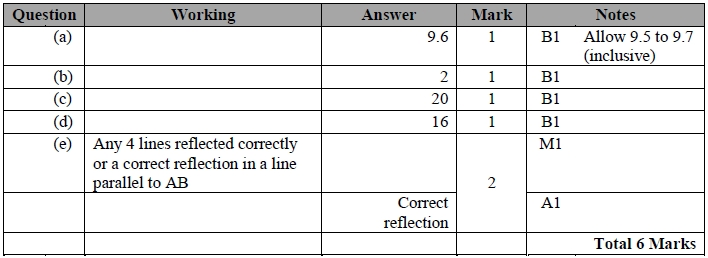 Question Working Answer Mark Notes
(a) 9.6 1 B1 Allow 9.5 to 9.7
(inclusive)
(b) 2 1 B1
(c) 20 1 B1
(d) 16 1 B1
(e) Any 4 lines reflected correctly M1
or a correct reflection in a line
parallel to AB
2
Correct A1
reflection
Total 6 Marks